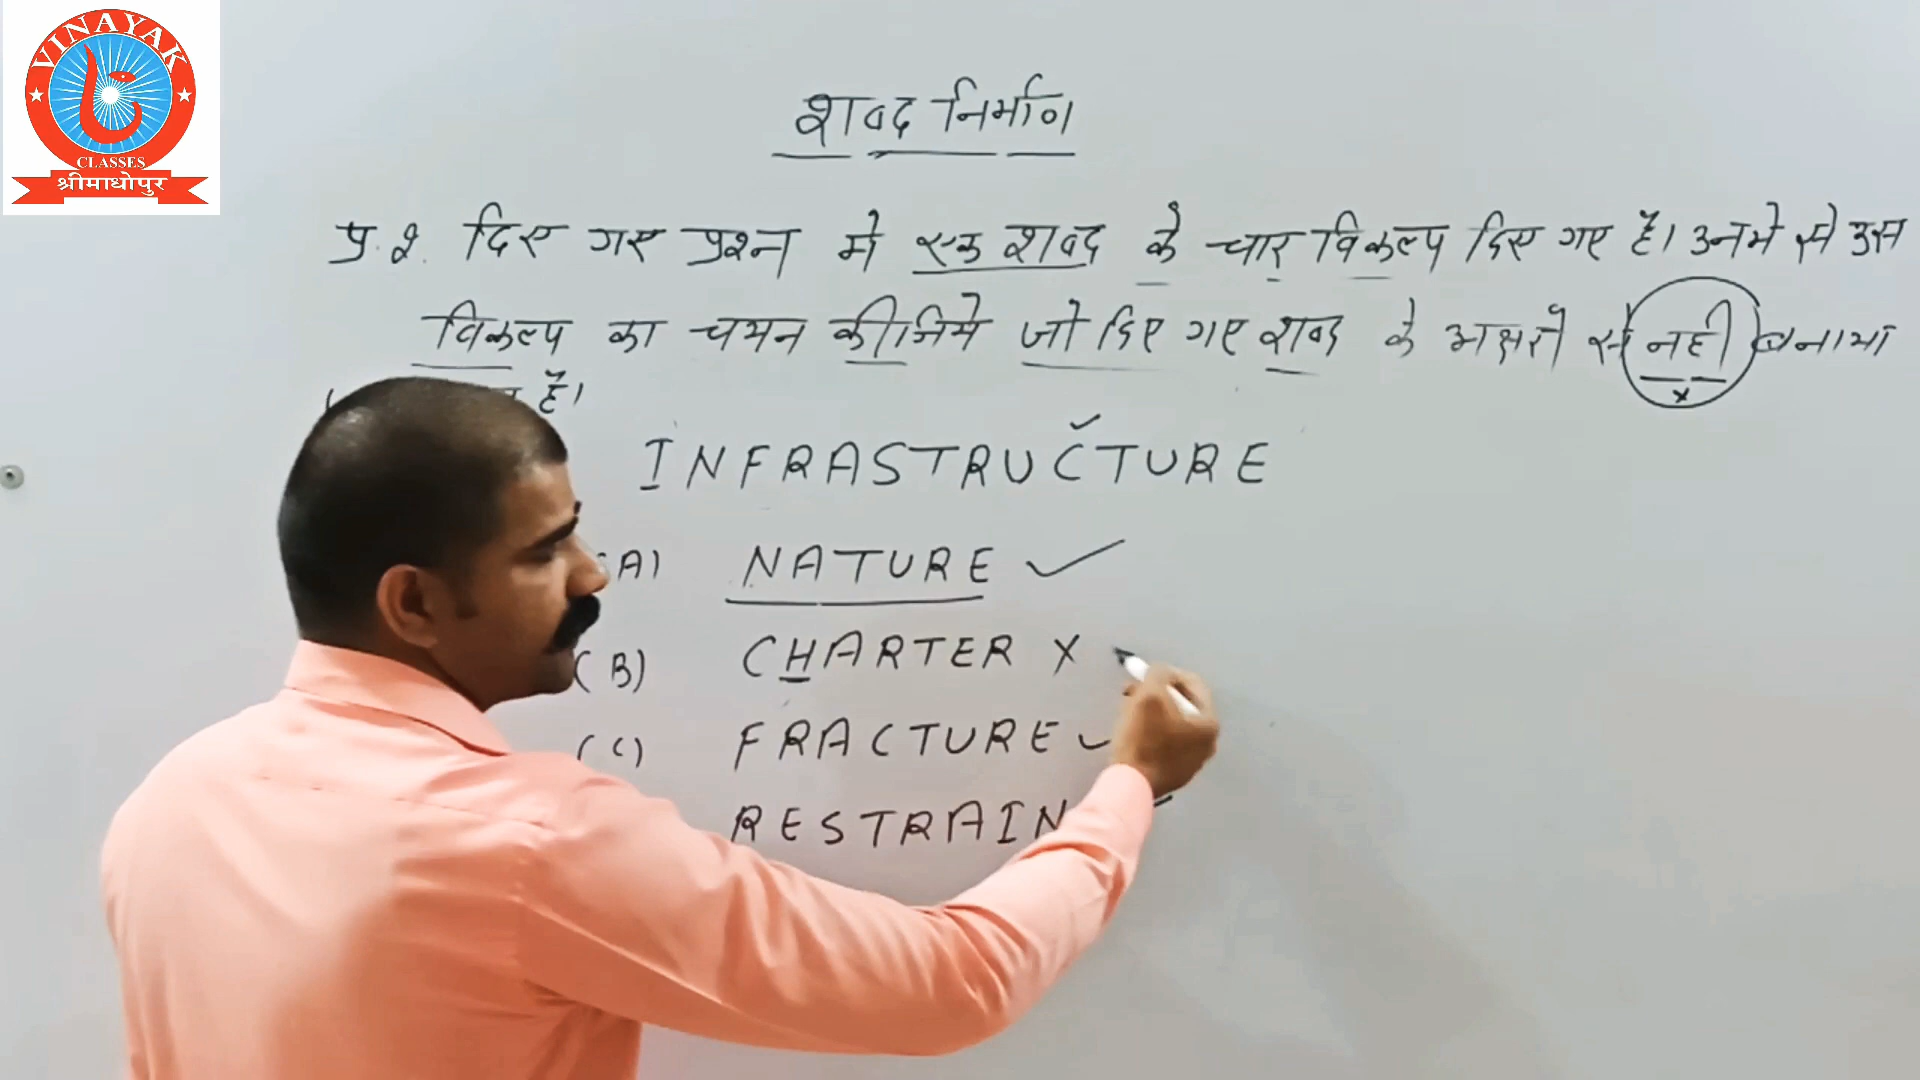 VINAYAK
CLASSES
श्रीमाधोपुर
शब्द निर्माण
प्र.2. दिए गए प्रश्न मे एक शब्द के चार विकल्प दिए गए है। उनमे से उस
विकल्प का चयन कीजिये जो दिए गए शब्द के अक्षरों से नही बनाया
है।
INFRASTRUCTURE
(A) NATURE ✓
(B) CHARTER X
(C) FRACTURE ✓
RESTRAIN